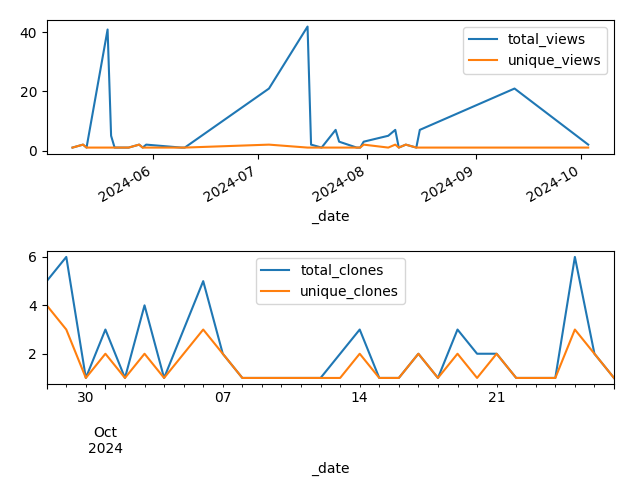 40
20
0
total_views
unique_views
2024-06
2024-07
2024-08
2024-09
2024-10
_date
6
4
2
total_clones
unique_clones
30
07
14
21
Oct
2024
_date